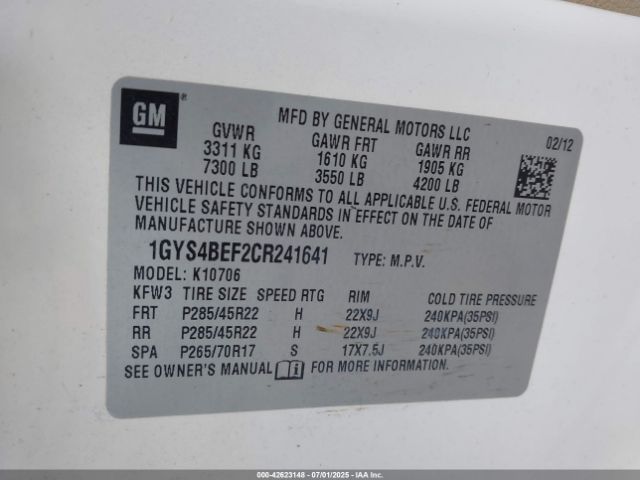 GM ®
MFD BY GENERAL MOTORS LLC
02/12
GVWR GAWR FRT GAWR RR
3311 KG 1610 KG 1905 KG
7300 LB 3550 LB 4200 LB
THIS VEHICLE CONFORMS TO ALL APPLICABLE U.S. FEDERAL MOTOR
VEHICLE SAFETY STANDARDS IN EFFECT ON THE DATE OF
MANUFACTURE SHOWN ABOVE.
1GYS4BEF2CR241641 TYPE: M.P.V.
MODEL: K10706
KFW3 TIRE SIZE SPEED RTG RIM COLD TIRE PRESSURE
FRT P285/45R22 H 22X9J 240KPA(35PSI)
RR P285/45R22 H 22X9J 240KPA(35PSI)
SPA P265/70R17 S 17X7.5J 240KPA(35PSI)
SEE OWNER'S MANUAL FOR MORE INFORMATION.
000-42623148 - 07/01/2025 - IAAI.COM